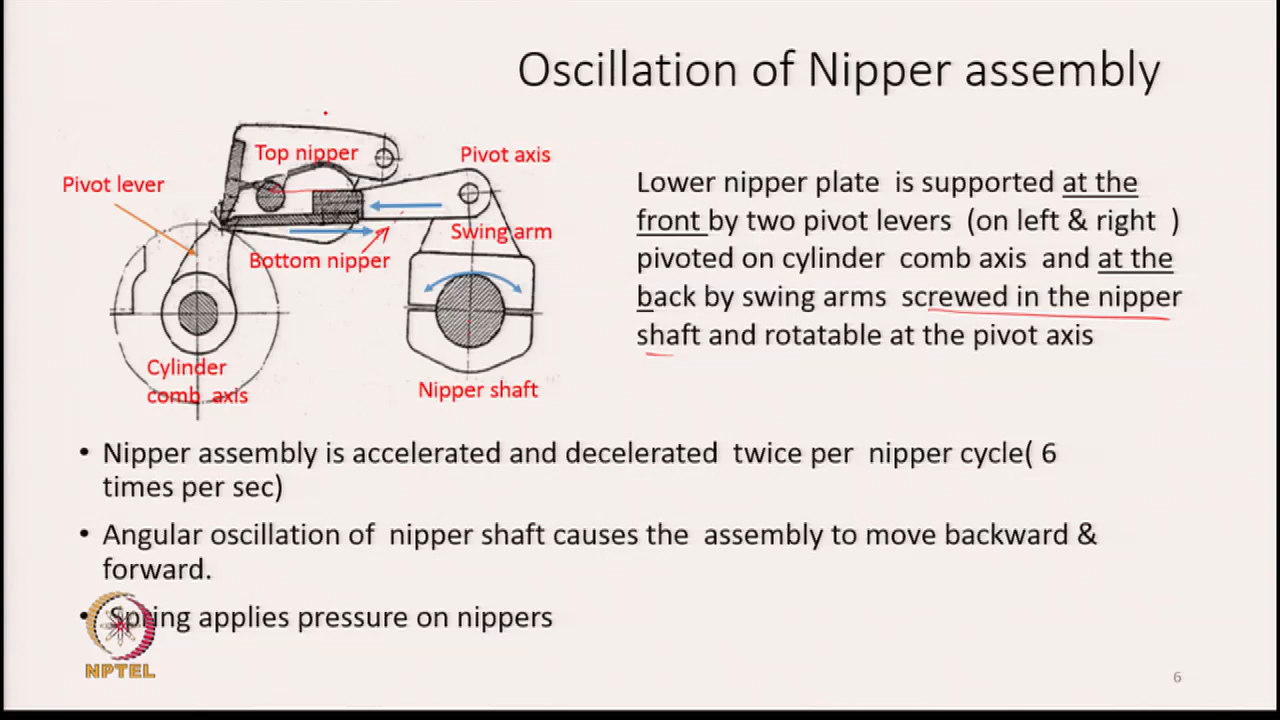 Oscillation of Nipper assembly
Top nipper
Pivot axis
Pivot lever
Swing arm
Bottom nipper
Cylinder
comb axis
Nipper shaft
Lower nipper plate is supported at the
front by two pivot levers (on left & right )
pivoted on cylinder comb axis and at the
back by swing arms screwed in the nipper
shaft and rotatable at the pivot axis
• Nipper assembly is accelerated and decelerated twice per nipper cycle( 6
times per sec)
• Angular oscillation of nipper shaft causes the assembly to move backward &
forward.
• Spring applies pressure on nippers
NPTEL
6